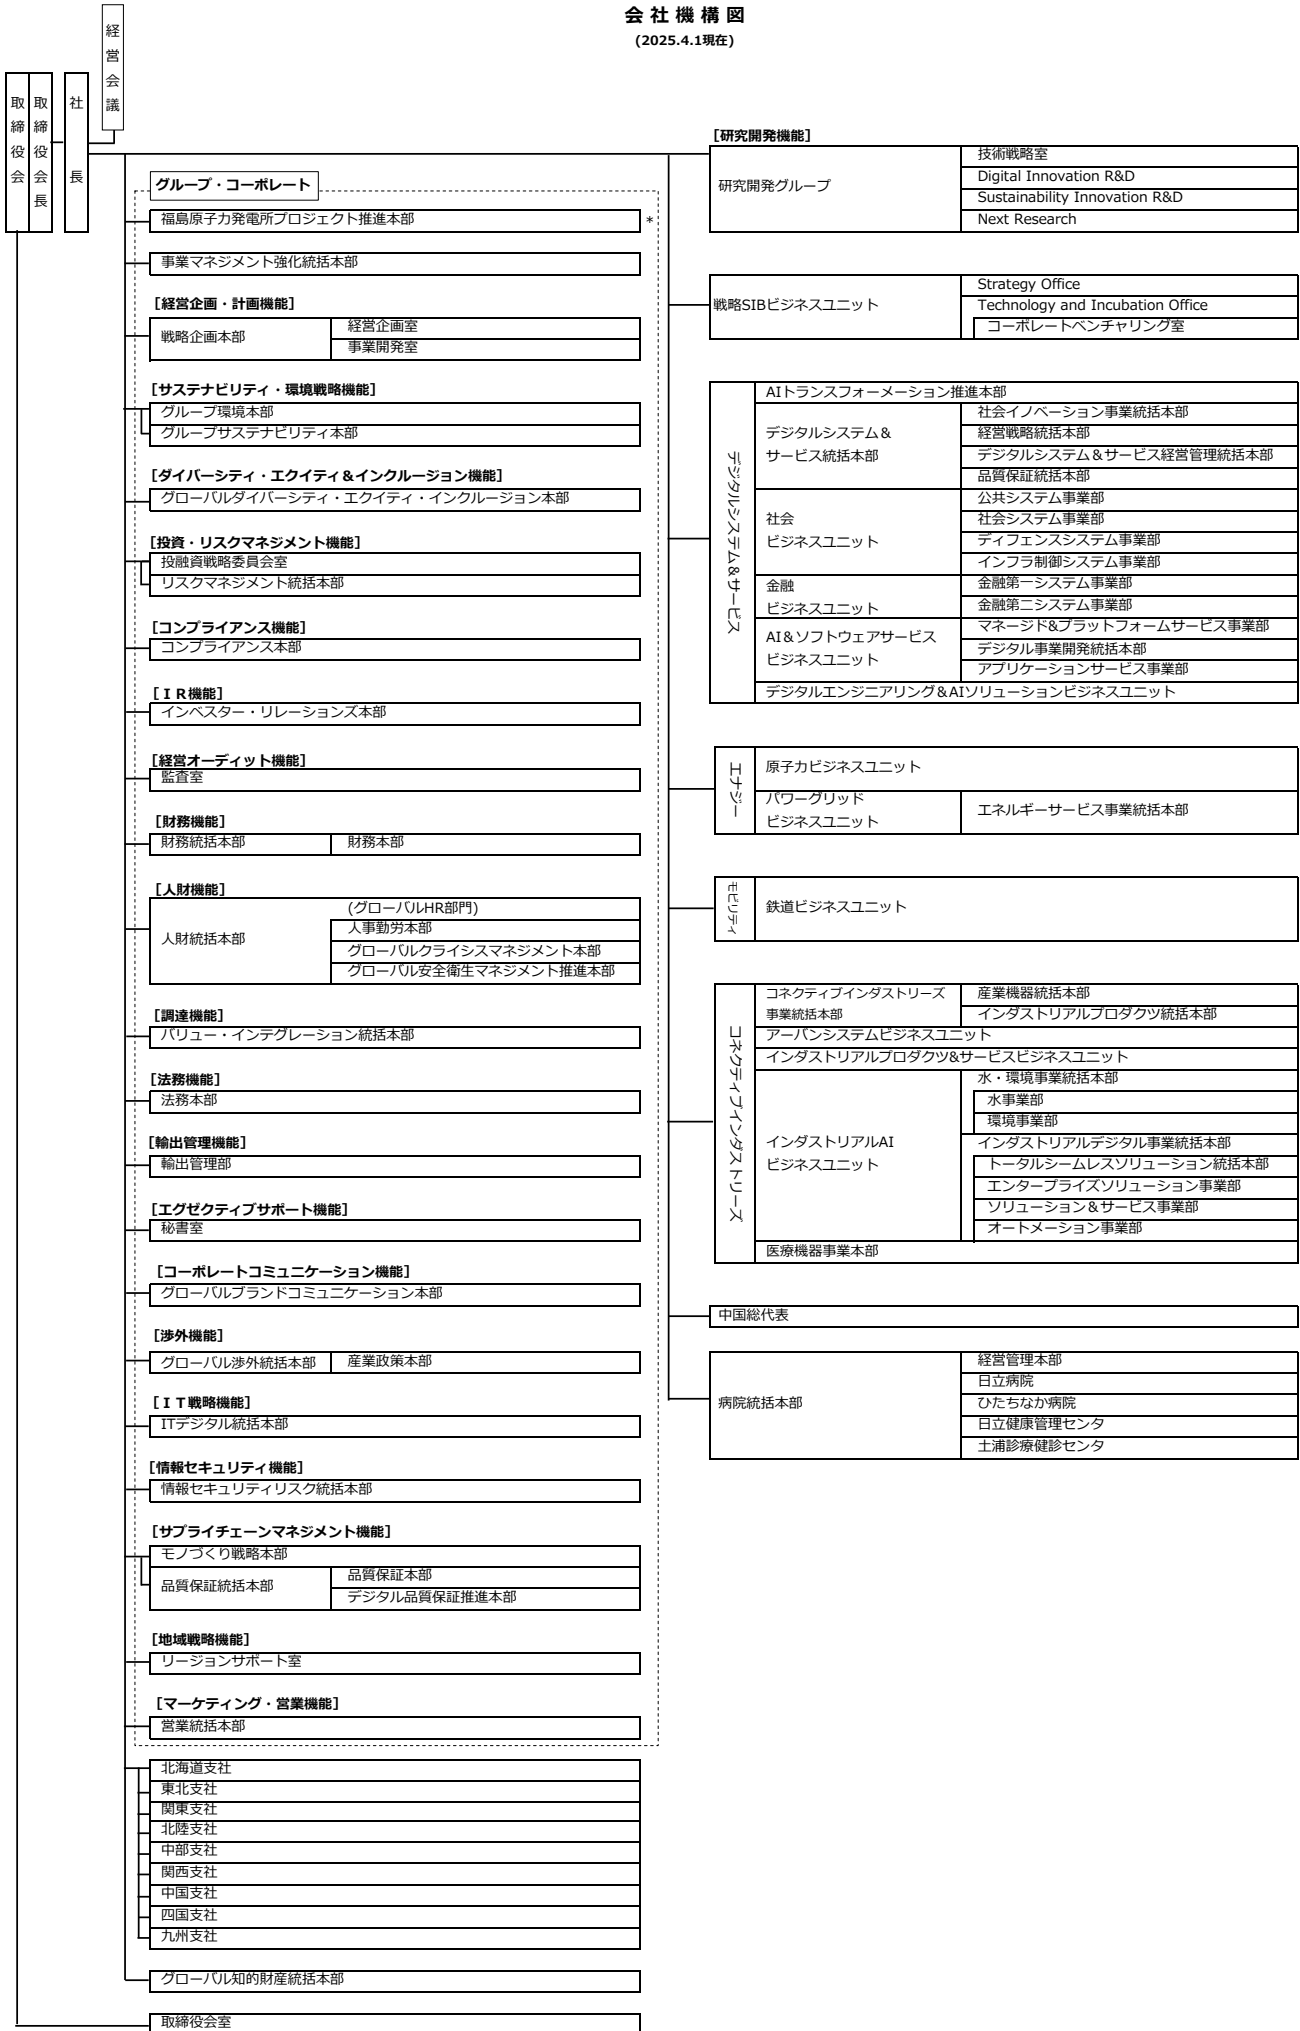 会社機構図
(2025.4.1現在)
経営会議
取締役会
取締役会長
社長
グループ・コーポレート
福島原子力発電所プロジェクト推進本部
*
事業マネジメント強化統括本部
[経営企画・計画機能]
戦略企画本部
経営企画室
事業開発室
[サステナビリティ・環境戦略機能]
グループ環境本部
グループサステナビリティ本部
[ダイバーシティ・エクイティ＆インクルージョン機能]
グローバルダイバーシティ・エクイティ・インクルージョン本部
[投資・リスクマネジメント機能]
投融資戦略委員会室
リスクマネジメント統括本部
[コンプライアンス機能]
コンプライアンス本部
[ＩＲ機能]
インベスター・リレーションズ本部
[経営オーディット機能]
監査室
[財務機能]
財務統括本部
財務本部
[人財機能]
人財統括本部
(グローバルHR部門)
人事勤労本部
グローバルクライシスマネジメント本部
グローバル安全衛生マネジメント推進本部
[調達機能]
バリュー・インテグレーション統括本部
[法務機能]
法務本部
[輸出管理機能]
輸出管理部
[エグゼクティブサポート機能]
秘書室
[コーポレートコミュニケーション機能]
グローバルブランドコミュニケーション本部
[渉外機能]
グローバル渉外統括本部
産業政策本部
[ＩＴ戦略機能]
ITデジタル統括本部
[情報セキュリティ機能]
情報セキュリティリスク統括本部
[サプライチェーンマネジメント機能]
モノづくり戦略本部
品質保証統括本部
品質保証本部
デジタル品質保証推進本部
[地域戦略機能]
リージョンサポート室
[マーケティング・営業機能]
営業統括本部
北海道支社
東北支社
関東支社
北陸支社
中部支社
関西支社
中国支社
四国支社
九州支社
グローバル知的財産統括本部
取締役会室
[研究開発機能]
研究開発グループ
技術戦略室
Digital Innovation R&D
Sustainability Innovation R&D
Next Research
戦略SIBビジネスユニット
Strategy Office
Technology and Incubation Office
コーポレートベンチャリング室
デジタルシステム&サービス
AIトランスフォーメーション推進本部
デジタルシステム＆
サービス統括本部
社会イノベーション事業統括本部
経営戦略統括本部
デジタルシステム＆サービス経営管理統括本部
品質保証統括本部
社会
ビジネスユニット
公共システム事業部
社会システム事業部
ディフェンスシステム事業部
インフラ制御システム事業部
金融
ビジネスユニット
金融第一システム事業部
金融第二システム事業部
AI＆ソフトウェアサービス
ビジネスユニット
マネージド&プラットフォームサービス事業部
デジタル事業開発統括本部
アプリケーションサービス事業部
デジタルエンジニアリング＆AIソリューションビジネスユニット
エナジー
原子力ビジネスユニット
パワーグリッド
ビジネスユニット
エネルギーサービス事業統括本部
モビリティ
鉄道ビジネスユニット
コネクティブインダストリーズ
コネクティブインダストリーズ
事業統括本部
産業機器統括本部
インダストリアルプロダクツ統括本部
アーバンシステムビジネスユニット
インダストリアルプロダクツ&サービスビジネスユニット
インダストリアルAI
ビジネスユニット
水・環境事業統括本部
水事業部
環境事業部
インダストリアルデジタル事業統括本部
トータルシームレスソリューション統括本部
エンタープライズソリューション事業部
ソリューション＆サービス事業部
オートメーション事業部
医療機器事業本部
中国総代表
病院統括本部
経営管理本部
日立病院
ひたちなか病院
日立健康管理センタ
土浦診療健診センタ